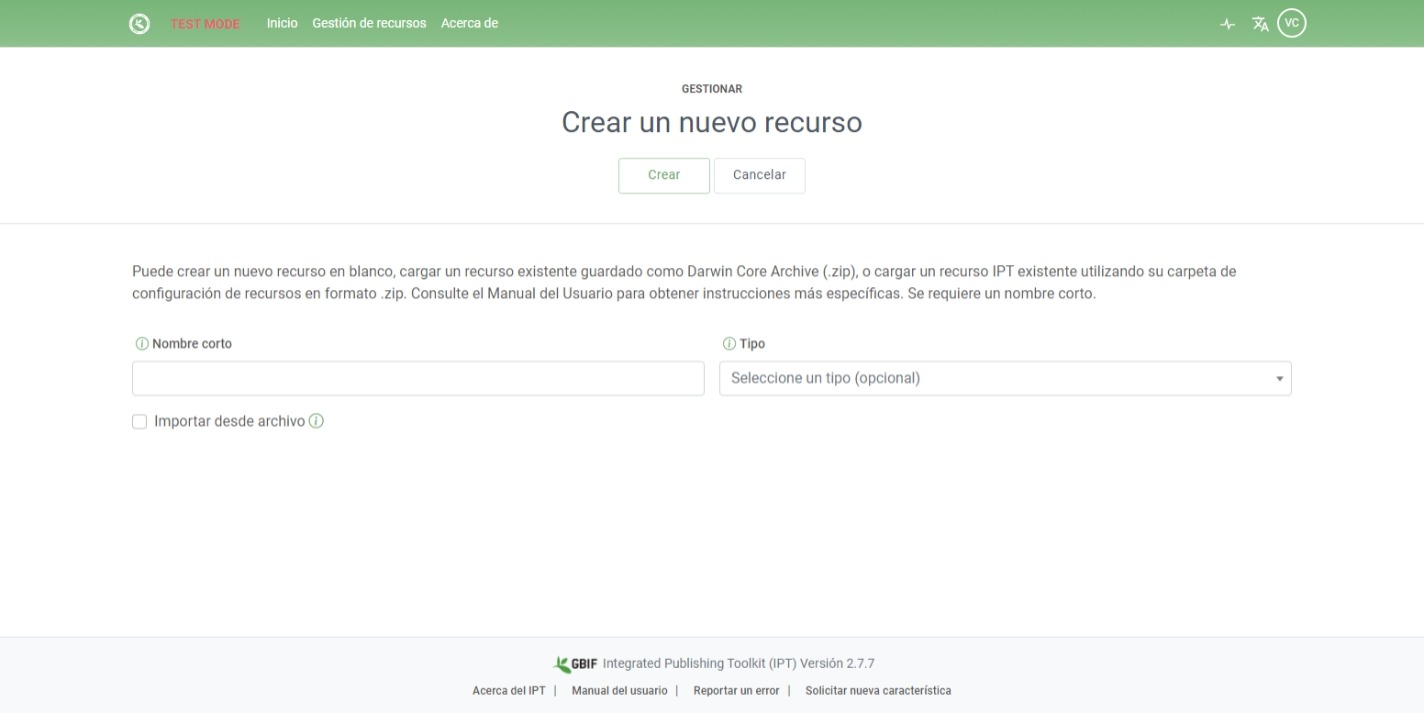 TEST MODE Inicio Gestión de recursos Acerca de VC
GESTIONAR
Crear un nuevo recurso
Crear Cancelar
Puede crear un nuevo recurso en blanco, cargar un recurso existente guardado como Darwin Core Archive (.zip), o cargar un recurso IPT existente utilizando su carpeta de
configuración de recursos en formato .zip. Consulte el Manual del Usuario para obtener instrucciones más específicas. Se requiere un nombre corto.
Nombre corto Tipo
Seleccione un tipo (opcional)
Importar desde archivo
GBIF Integrated Publishing Toolkit (IPT) Versión 2.7.7
Acerca del IPT | Manual del usuario | Reportar un error | Solicitar nueva característica